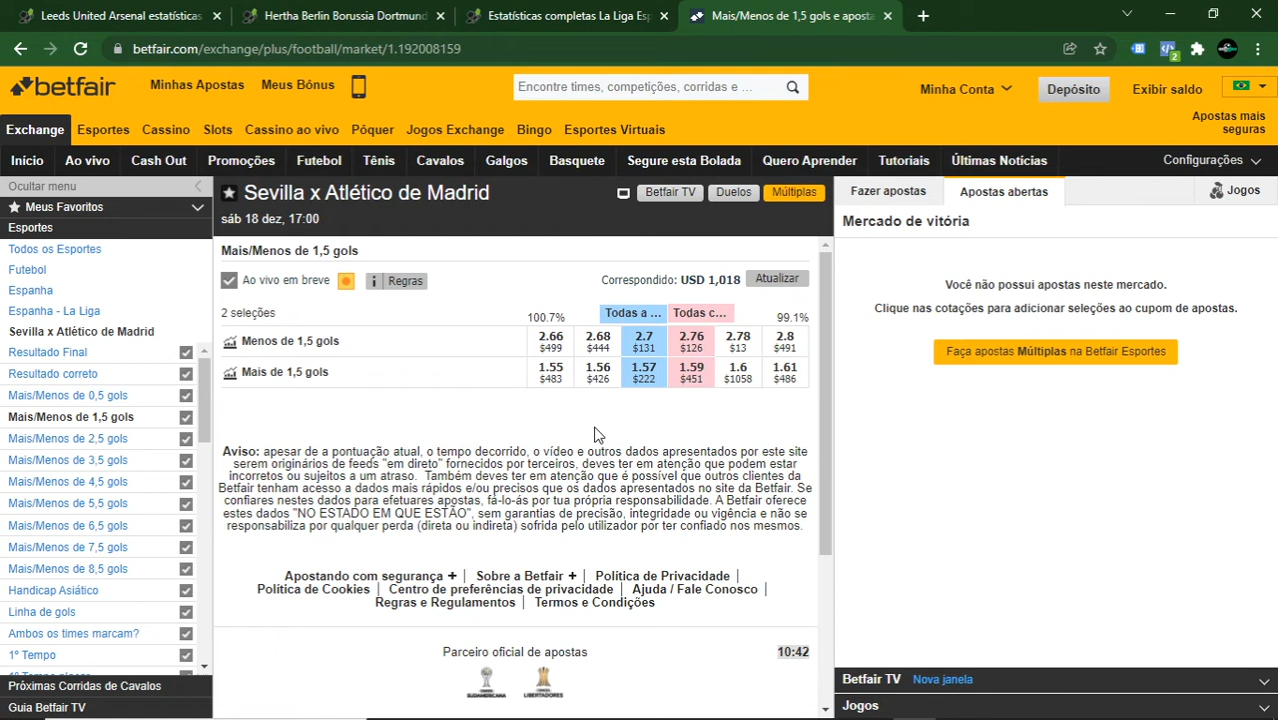 Leeds United Arsenal estatísticas
Hertha Berlin Borussia Dortmund
Estatísticas completas La Liga Esp
Mais/Menos de 1,5 gols e aposta
betfair.com/exchange/plus/football/market/1.192008159
2
betfair
Minhas Apostas
Meus Bônus
Encontre times, competições, corridas e ...
Minha Conta
Depósito
Exibir saldo
Exchange
Esportes
Cassino
Slots
Cassino ao vivo
Póquer
Jogos Exchange
Bingo
Esportes Virtuais
Apostas mais
seguras
Início
Ao vivo
Cash Out
Promoções
Futebol
Tênis
Cavalos
Galgos
Basquete
Segure esta Bolada
Quero Aprender
Tutoriais
Últimas Notícias
Configurações
Ocultar menu
Meus Favoritos
Esportes
Todos os Esportes
Futebol
Espanha
Espanha - La Liga
Sevilla x Atlético de Madrid
Resultado Final
Resultado correto
Mais/Menos de 0,5 gols
Mais/Menos de 1,5 gols
Mais/Menos de 2,5 gols
Mais/Menos de 3,5 gols
Mais/Menos de 4,5 gols
Mais/Menos de 5,5 gols
Mais/Menos de 6,5 gols
Mais/Menos de 7,5 gols
Mais/Menos de 8,5 gols
Handicap Asiático
Linha de gols
Ambos os times marcam?
1º Tempo
Próximas Corridas de Cavalos
Guia Betfair TV
Sevilla x Atlético de Madrid
Betfair TV
Duelos
Múltiplas
sáb 18 dez, 17:00
Mais/Menos de 1,5 gols
Ao vivo em breve
i Regras
Correspondido: USD 1,018
Atualizar
2 seleções
100.7%
Todas a ...
Todas c...
99.1%
Menos de 1,5 gols
2.66 2.68 2.7 2.76 2.78 2.8
$499 $444 $131 $126 $13 $491
Mais de 1,5 gols
1.55 1.56 1.57 1.59 1.6 1.61
$483 $426 $222 $451 $1058 $486
Aviso: apesar de a pontuação atual, o tempo decorrido, o vídeo e outros dados apresentados por este site
serem originários de feeds "em direto" fornecidos por terceiros, deves ter em atenção que podem estar
incorretos ou sujeitos a um atraso. Também deves ter em atenção que é possível que outros clientes da
Betfair tenham acesso a dados mais rápidos e/ou precisos que os dados apresentados no site da Betfair. Se
confiares nestes dados para efetuares apostas, fá-lo-ás por tua própria responsabilidade. A Betfair oferece
estes dados "NO ESTADO EM QUE ESTÃO", sem garantias de precisão, integridade ou vigência e não se
responsabiliza por qualquer perda (direta ou indireta) sofrida pelo utilizador por ter confiado nos mesmos.
Apostando com segurança + | Sobre a Betfair + | Política de Privacidade |
Política de Cookies | Centro de preferências de privacidade | Ajuda / Fale Conosco |
Regras e Regulamentos | Termos e Condições
Parceiro oficial de apostas
10:42
SUDAMERICANA
LIBERTADORES
Fazer apostas
Apostas abertas
Jogos
Mercado de vitória
Você não possui apostas neste mercado.
Clique nas cotações para adicionar seleções ao cupom de apostas.
Faça apostas Múltiplas na Betfair Esportes
Betfair TV
Nova janela
Jogos